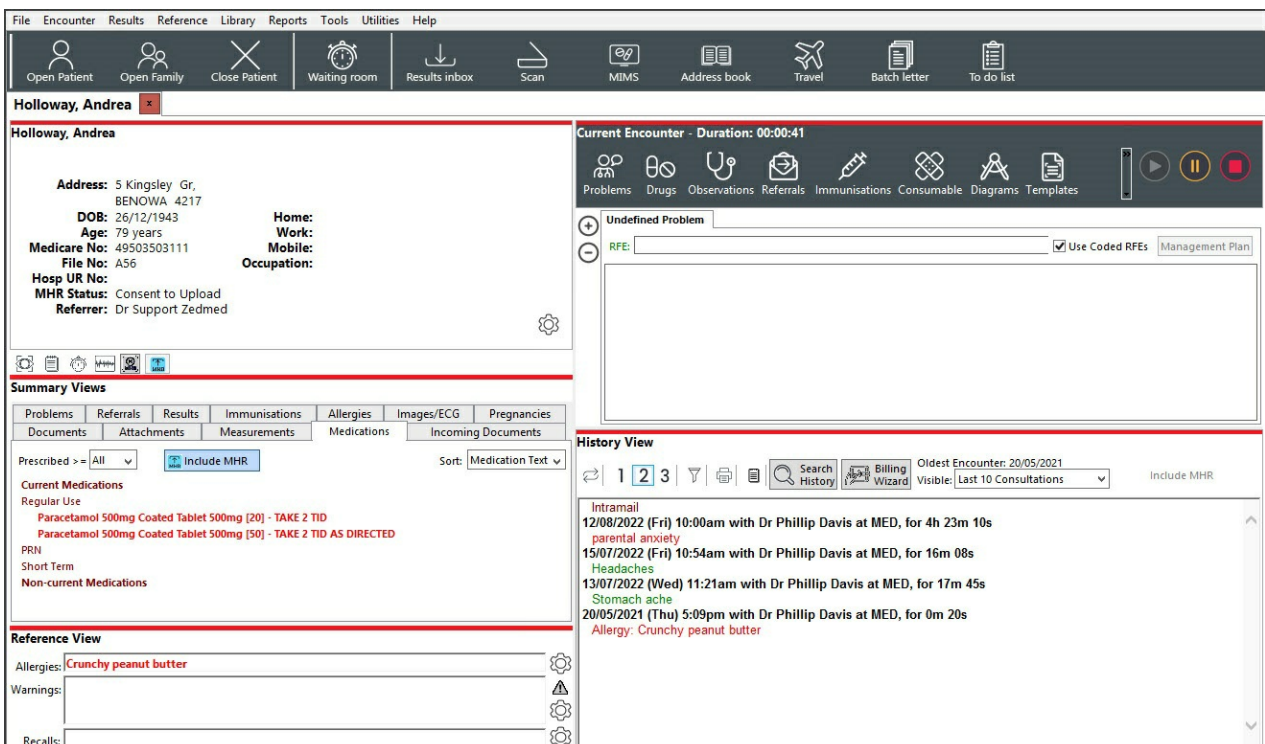 File Encounter Results Reference Library Reports Tools Utilities Help
Open Patient Open Family Close Patient Waiting room Results inbox Scan MIMS Address book Travel Batch letter To do list
Holloway, Andrea x
Holloway, Andrea
Address: 5 Kingsley Gr,
BENOWA 4217
DOB: 26/12/1943 Home:
Age: 79 years Work:
Medicare No: 49503503111 Mobile:
File No: A56 Occupation:
Hosp UR No:
MHR Status: Consent to Upload
Referrer: Dr Support Zedmed
Summary Views
Problems Referrals Results Immunisations Allergies Images/ECG Pregnancies
Documents Attachments Measurements Medications Incoming Documents
Prescribed >= All Include MHR Sort: Medication Text
Current Medications
Regular Use
Paracetamol 500mg Coated Tablet 500mg [20] - TAKE 2 TID
Paracetamol 500mg Coated Tablet 500mg [50] - TAKE 2 TID AS DIRECTED
PRN
Short Term
Non-current Medications
Reference View
Allergies: Crunchy peanut butter
Warnings:
Recalls:
Current Encounter - Duration: 00:00:41
Problems Drugs Observations Referrals Immunisations Consumable Diagrams Templates
Undefined Problem
RFE: Use Coded RFEs Management Plan
History View
1 2 3 Search History Billing Wizard
Oldest Encounter: 20/05/2021
Visible: Last 10 Consultations Include MHR
Intramail
12/08/2022 (Fri) 10:00am with Dr Phillip Davis at MED, for 4h 23m 10s
parental anxiety
15/07/2022 (Fri) 10:54am with Dr Phillip Davis at MED, for 16m 08s
Headaches
13/07/2022 (Wed) 11:21am with Dr Phillip Davis at MED, for 17m 45s
Stomach ache
20/05/2021 (Thu) 5:09pm with Dr Phillip Davis at MED, for 0m 20s
Allergy: Crunchy peanut butter